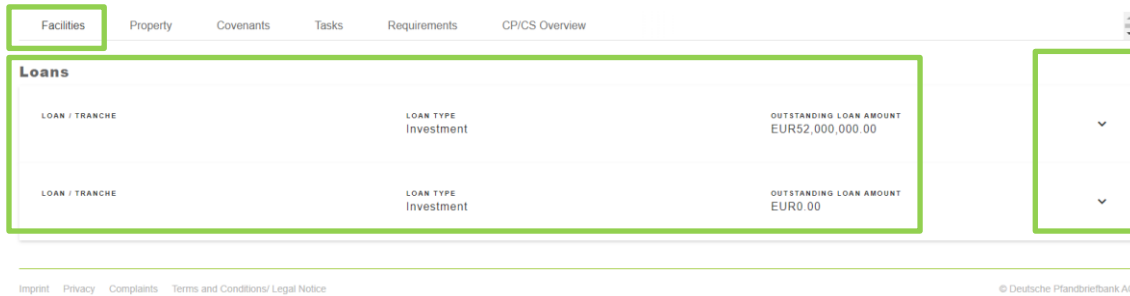 Facilities Property Covenants Tasks Requirements CP/CS Overview
Loans
LOAN / TRANCHE LOAN TYPE OUTSTANDING LOAN AMOUNT
Investment EUR52,000,000.00
LOAN / TRANCHE LOAN TYPE OUTSTANDING LOAN AMOUNT
Investment EUR0.00
Imprint Privacy Complaints Terms and Conditions/ Legal Notice © Deutsche Pfandbriefbank